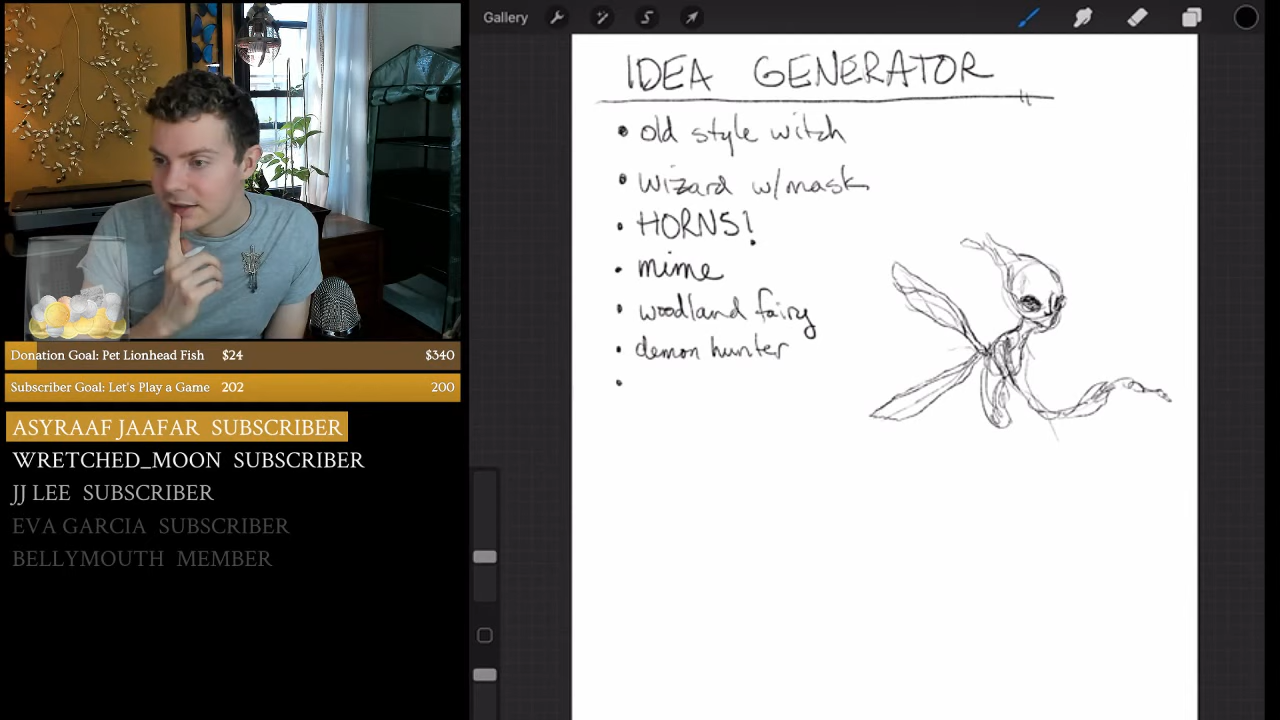 Gallery
IDEA GENERATOR
• old style witch
• wizard w/mask
• HORNS!
• mime
• woodland fairy
• demon hunter
•
Donation Goal: Pet Lionhead Fish $24 $340
Subscriber Goal: Let's Play a Game 202 200
ASYRAAF JAAFAR SUBSCRIBER
WRETCHED_MOON SUBSCRIBER
JJ LEE SUBSCRIBER
EVA GARCIA SUBSCRIBER
BELLYMOUTH MEMBER